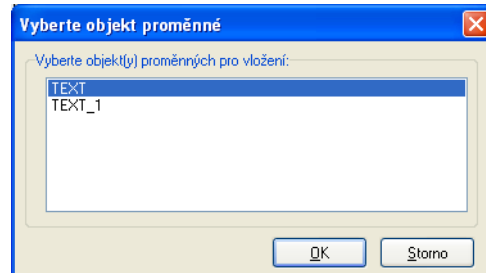 Vyberte objekt proměnné
Vyberte objekt(y) proměnných pro vložení:
TEXT
TEXT_1
OK
Storno